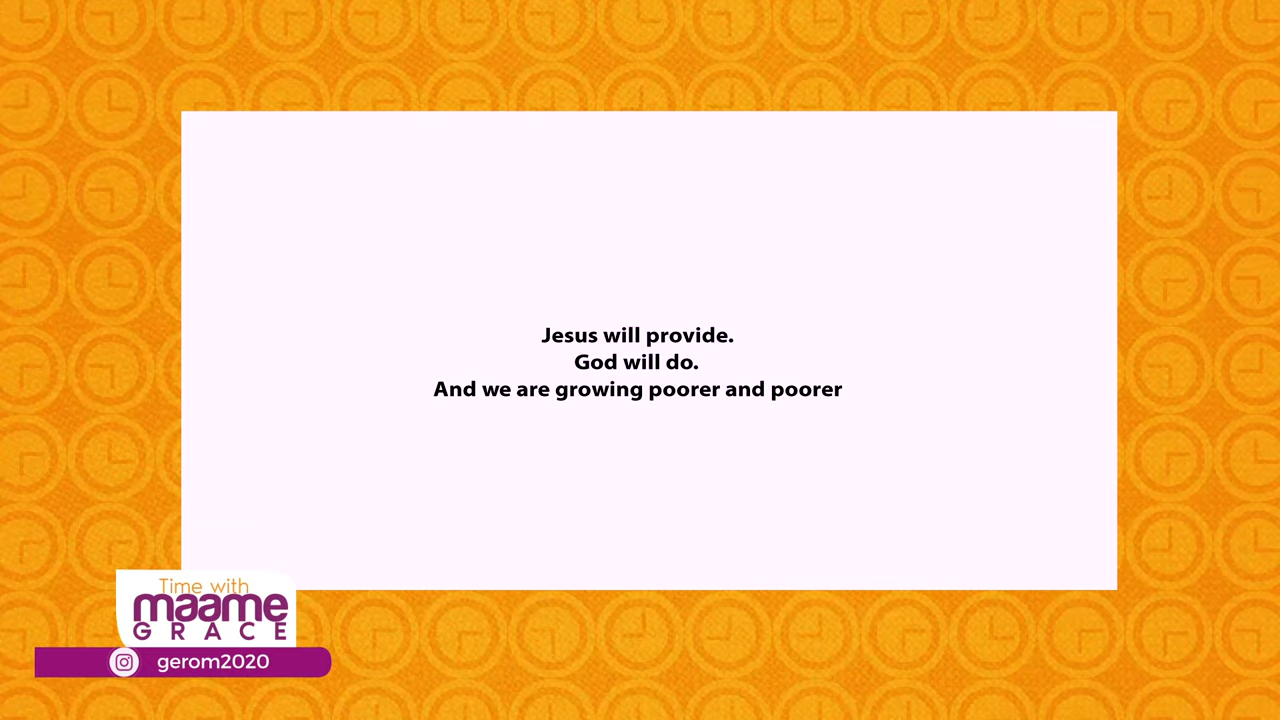 Jesus will provide.
God will do.
And we are growing poorer and poorer
Time with
maame
GRACE
gerom2020